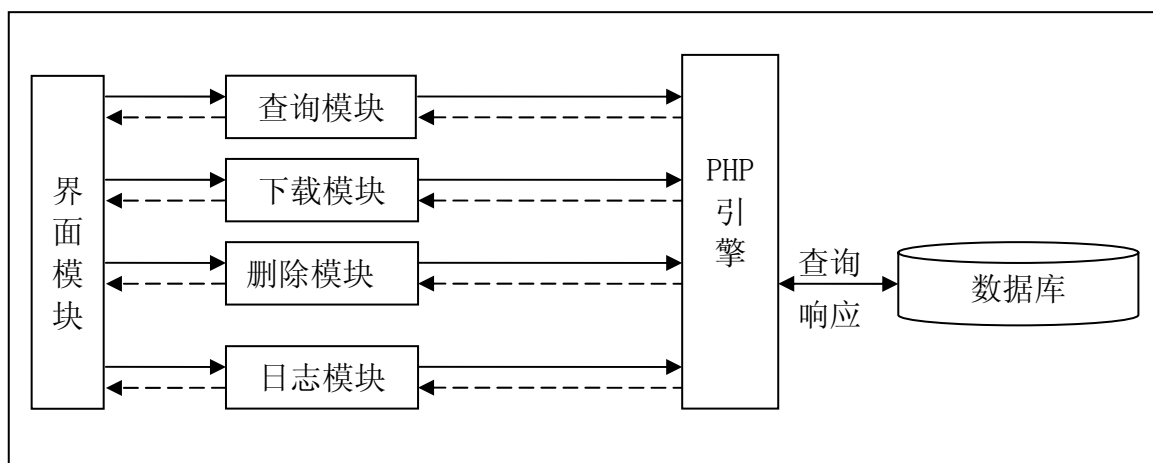 界面模块
查询模块
下载模块
删除模块
日志模块
PHP
引擎
查询
响应
数据库